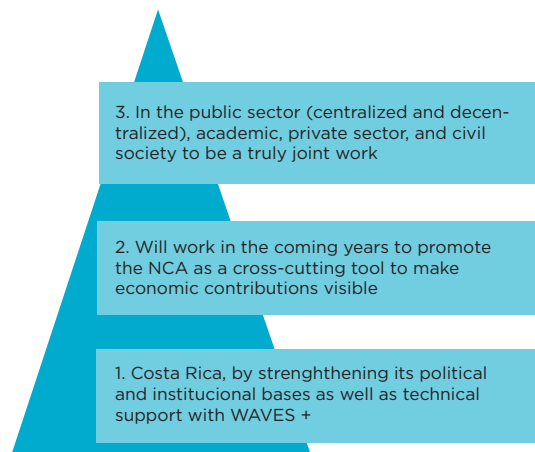 3. In the public sector (centralized and decen-
tralized), academic, private sector, and civil
society to be a truly joint work
2. Will work in the coming years to promote
the NCA as a cross-cutting tool to make
economic contributions visible
1. Costa Rica, by strenghthening its political
and institucional bases as well as technical
support with WAVES +